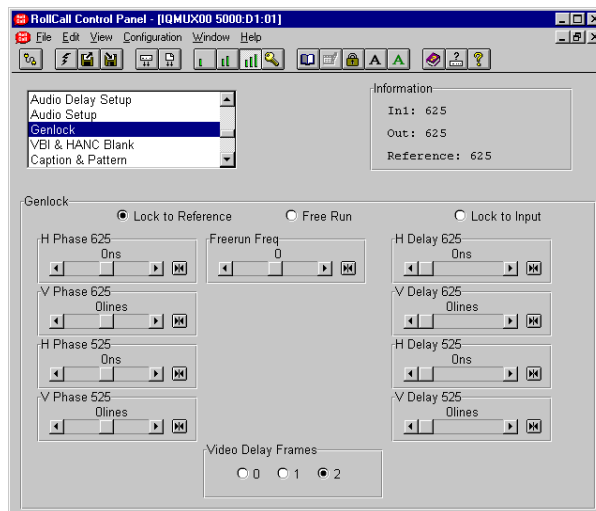 RollCall Control Panel - [IQMUX00 5000:D1:01]
File Edit View Configuration Window Help
A A
Audio Delay Setup
Audio Setup
Genlock
VBI & HANC Blank
Caption & Pattern
Information
In1: 625
Out: 625
Reference: 625
Genlock
Lock to Reference Free Run Lock to Input
H Phase 625
0ns
Freerun Freq
0
H Delay 625
0ns
V Phase 625
0lines
V Delay 625
0lines
H Phase 525
0ns
H Delay 525
0ns
V Phase 525
0lines
V Delay 525
0lines
Video Delay Frames
0 1 2